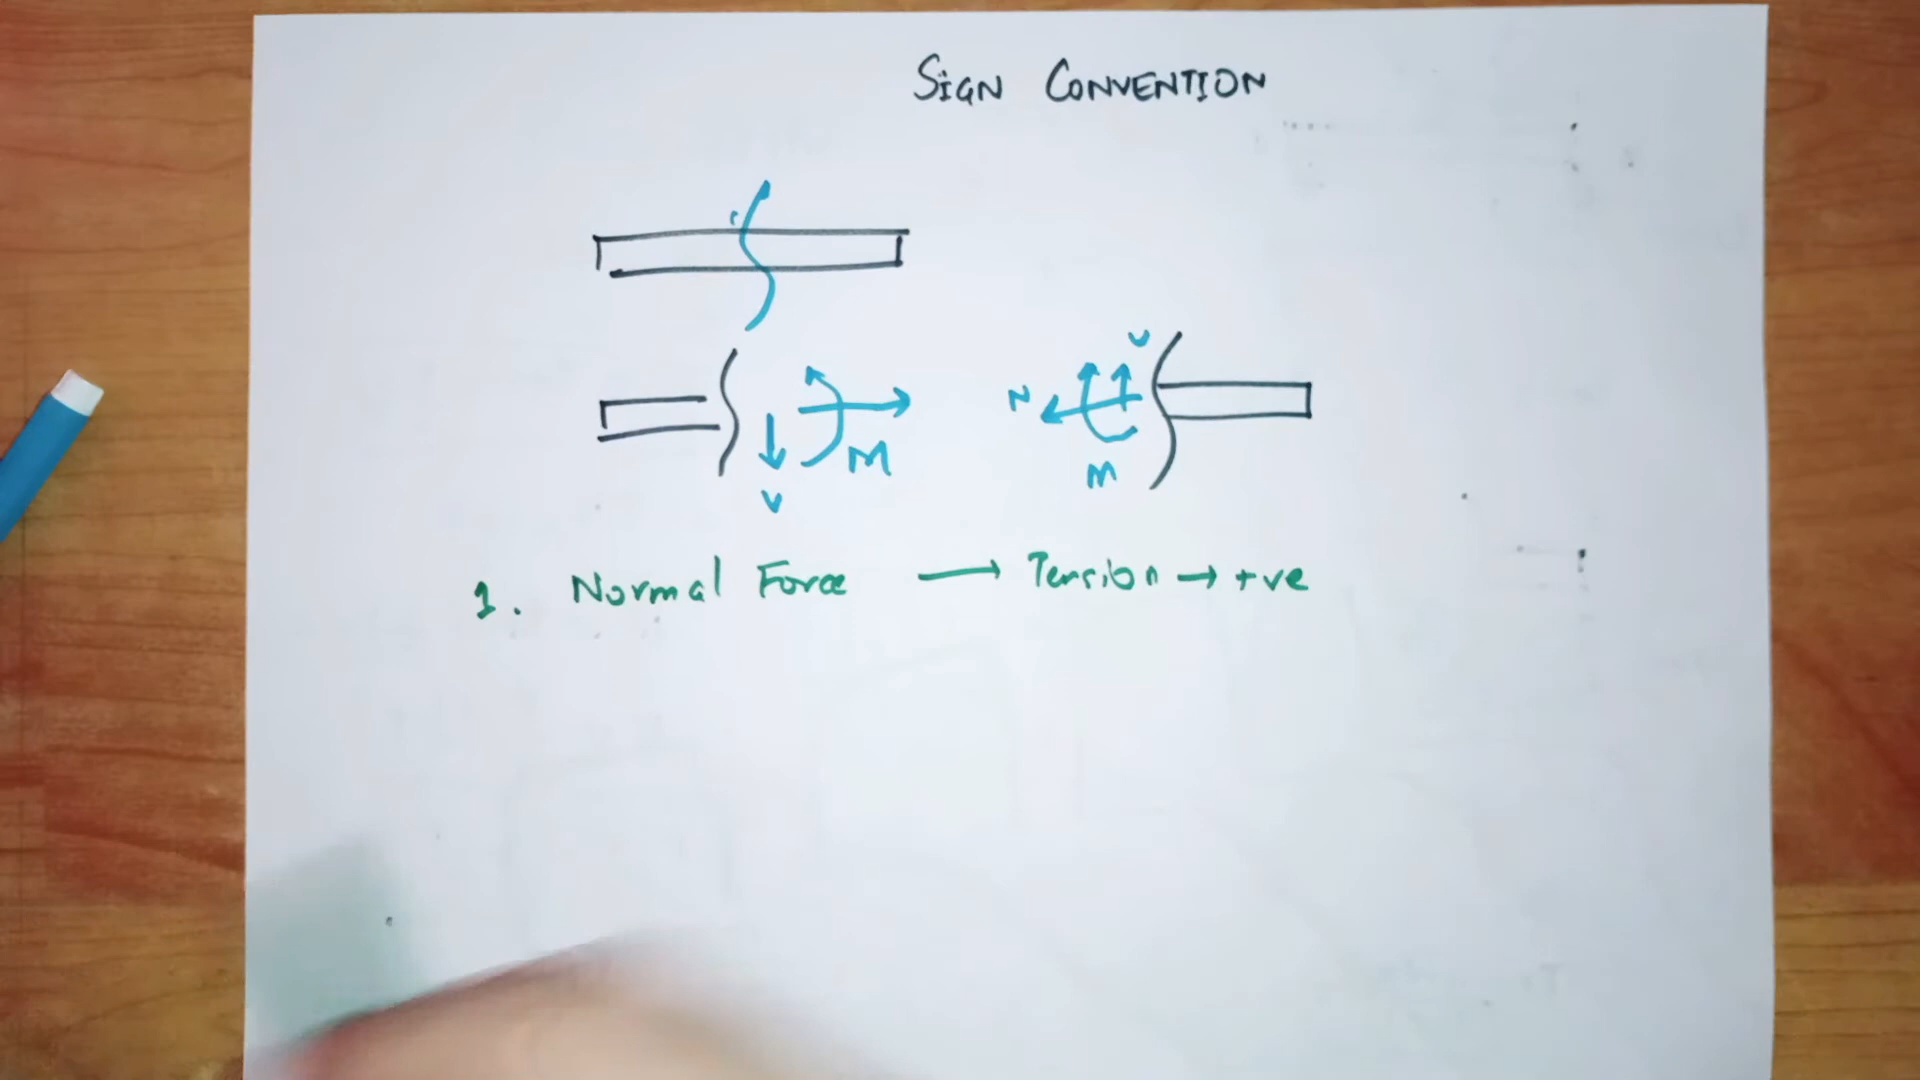 SIGN CONVENTION
V
N
M
V
M
1. Normal Force → Tension → +ve